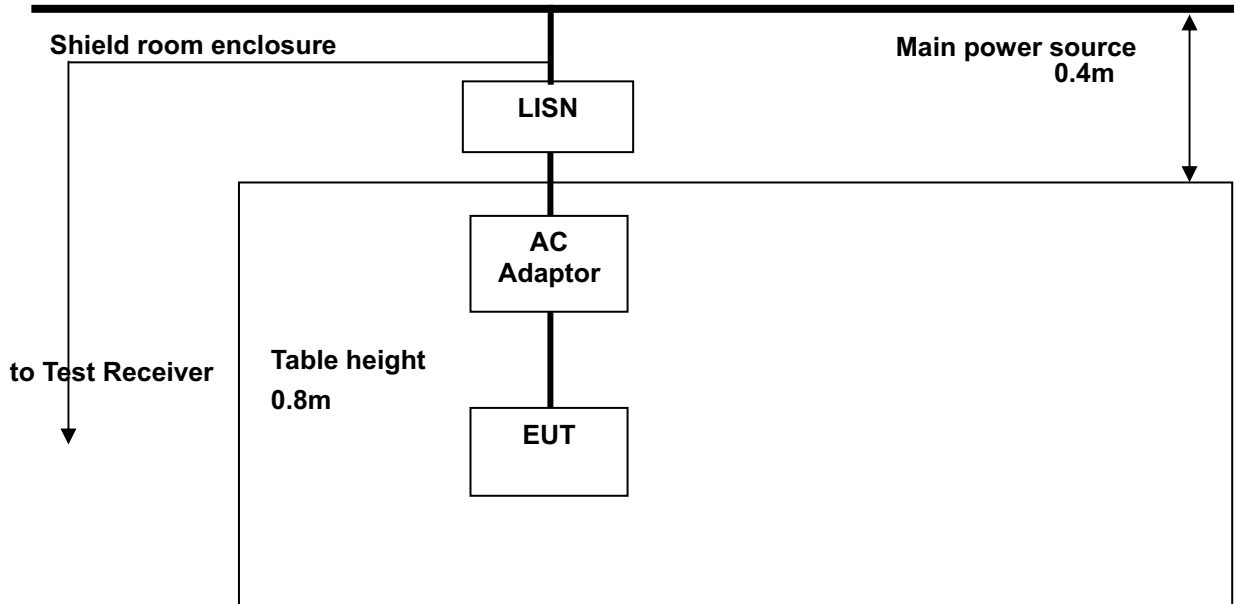 Shield room enclosure
Main power source
0.4m
LISN
AC
Adaptor
to Test Receiver
Table height
0.8m
EUT